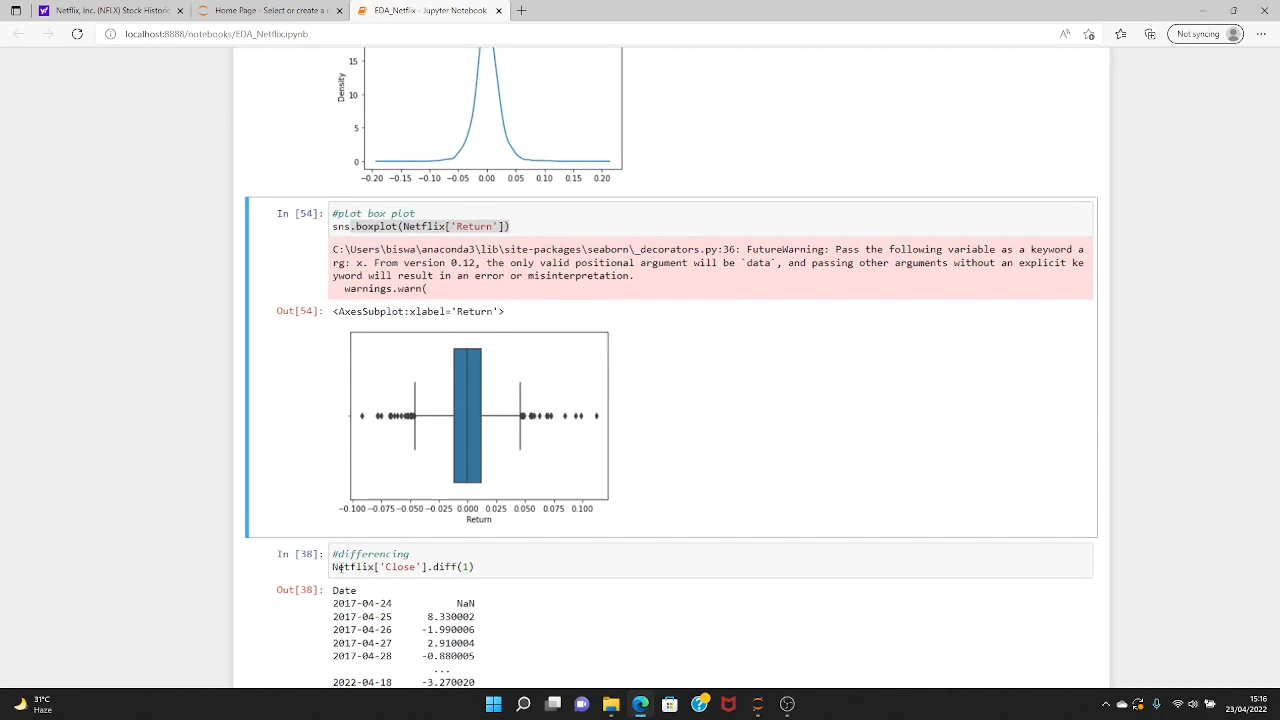 Netflix, Inc. (NFLX) Stock Historic
Home Page - Select or create a n
EDA_Netflix - Jupyter Notebook
localhost:8888/notebooks/EDA_Netflix.ipynb
Not syncing
15
10
5
0
Density
-0.20 -0.15 -0.10 -0.05 0.00 0.05 0.10 0.15 0.20
In [54]: #plot box plot
sns.boxplot(Netflix['Return'])
C:\Users\biswa\anaconda3\lib\site-packages\seaborn\_decorators.py:36: FutureWarning: Pass the following variable as a keyword a
rg: x. From version 0.12, the only valid positional argument will be `data`, and passing other arguments without an explicit ke
yword will result in an error or misinterpretation.
warnings.warn(
Out[54]: <AxesSubplot:xlabel='Return'>
-0.100 -0.075 -0.050 -0.025 0.000 0.025 0.050 0.075 0.100
Return
In [38]: #differencing
Netflix['Close'].diff(1)
Out[38]: Date
2017-04-24 NaN
2017-04-25 8.330002
2017-04-26 -1.990006
2017-04-27 2.910004
2017-04-28 -0.880005
...
2022-04-18 -3.270020
31°C
Haze
15:16
23/04/2022